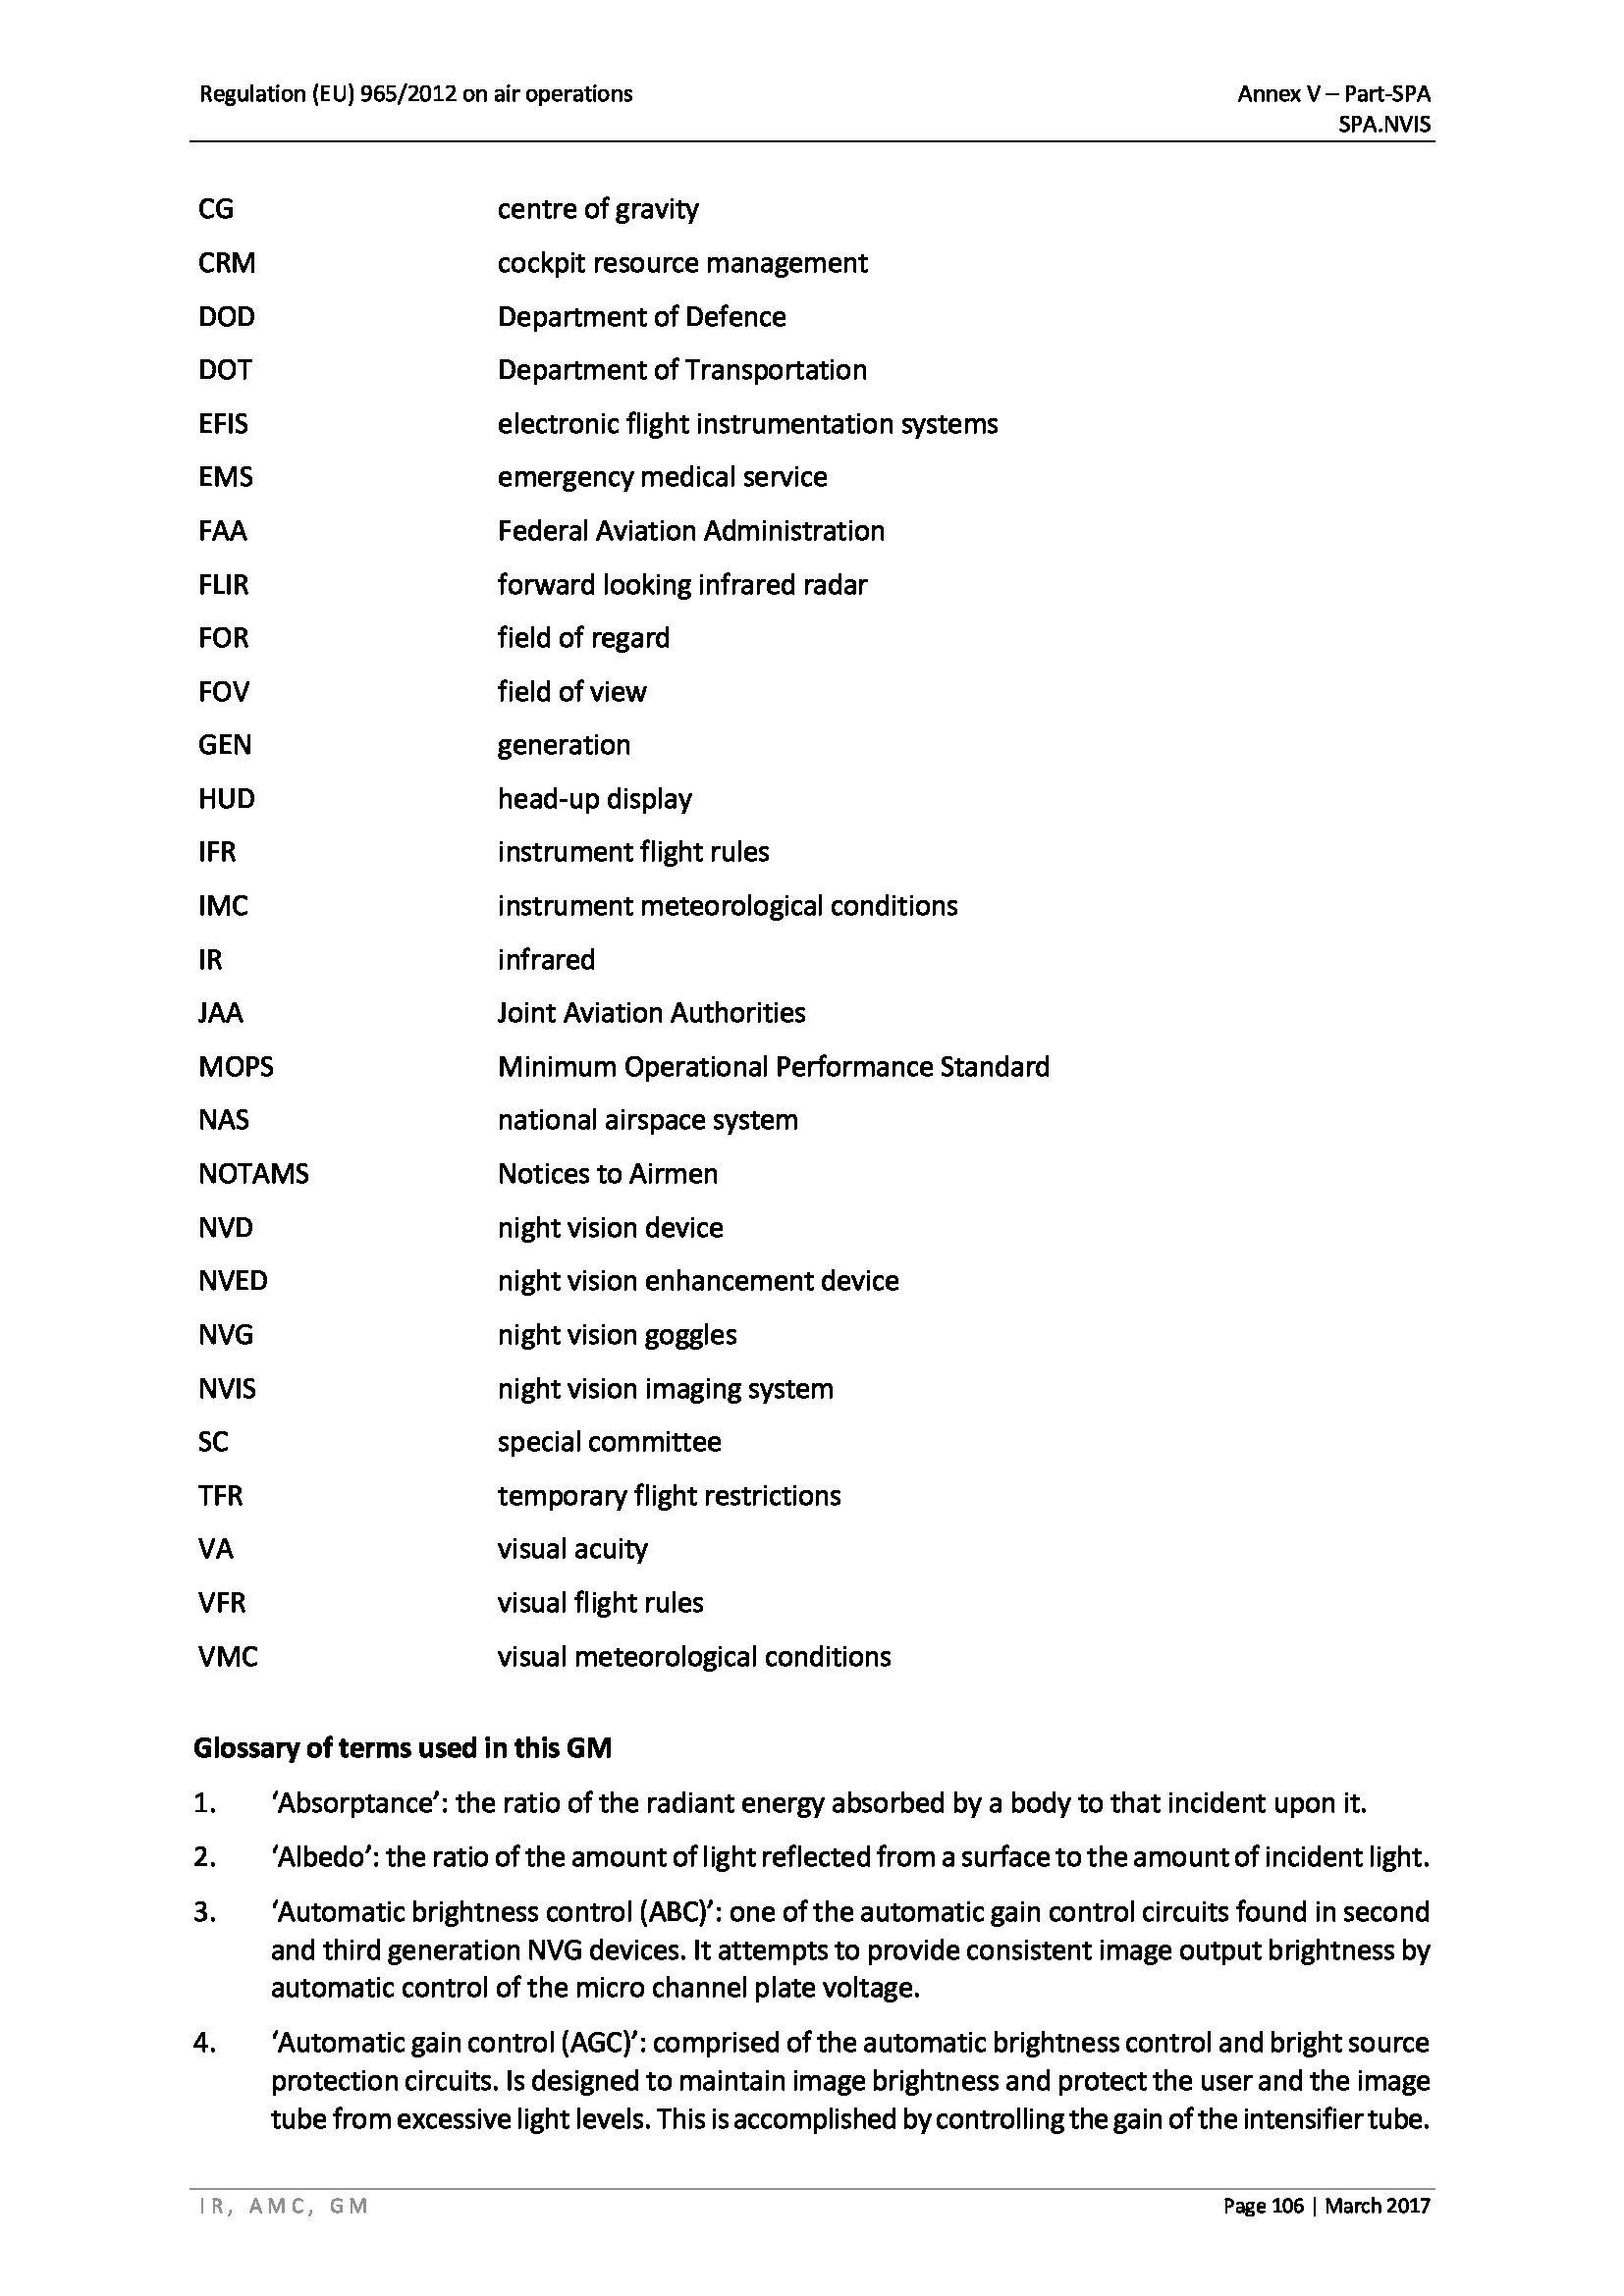 Regulation (EU) 965/2012 on air operations Annex V – Part-SPA
SPA.NVIS
CG centre of gravity
CRM cockpit resource management
DOD Department of Defence
DOT Department of Transportation
EFIS electronic flight instrumentation systems
EMS emergency medical service
FAA Federal Aviation Administration
FLIR forward looking infrared radar
FOR field of regard
FOV field of view
GEN generation
HUD head-up display
IFR instrument flight rules
IMC instrument meteorological conditions
IR infrared
JAA Joint Aviation Authorities
MOPS Minimum Operational Performance Standard
NAS national airspace system
NOTAMS Notices to Airmen
NVD night vision device
NVED night vision enhancement device
NVG night vision goggles
NVIS night vision imaging system
SC special committee
TFR temporary flight restrictions
VA visual acuity
VFR visual flight rules
VMC visual meteorological conditions
Glossary of terms used in this GM
1. ‘Absorptance’: the ratio of the radiant energy absorbed by a body to that incident upon it.
2. ‘Albedo’: the ratio of the amount of light reflected from a surface to the amount of incident light.
3. ‘Automatic brightness control (ABC)’: one of the automatic gain control circuits found in second
and third generation NVG devices. It attempts to provide consistent image output brightness by
automatic control of the micro channel plate voltage.
4. ‘Automatic gain control (AGC)’: comprised of the automatic brightness control and bright source
protection circuits. Is designed to maintain image brightness and protect the user and the image
tube from excessive light levels. This is accomplished by controlling the gain of the intensifier tube.
IR, AMC, GM Page 106 | March 2017